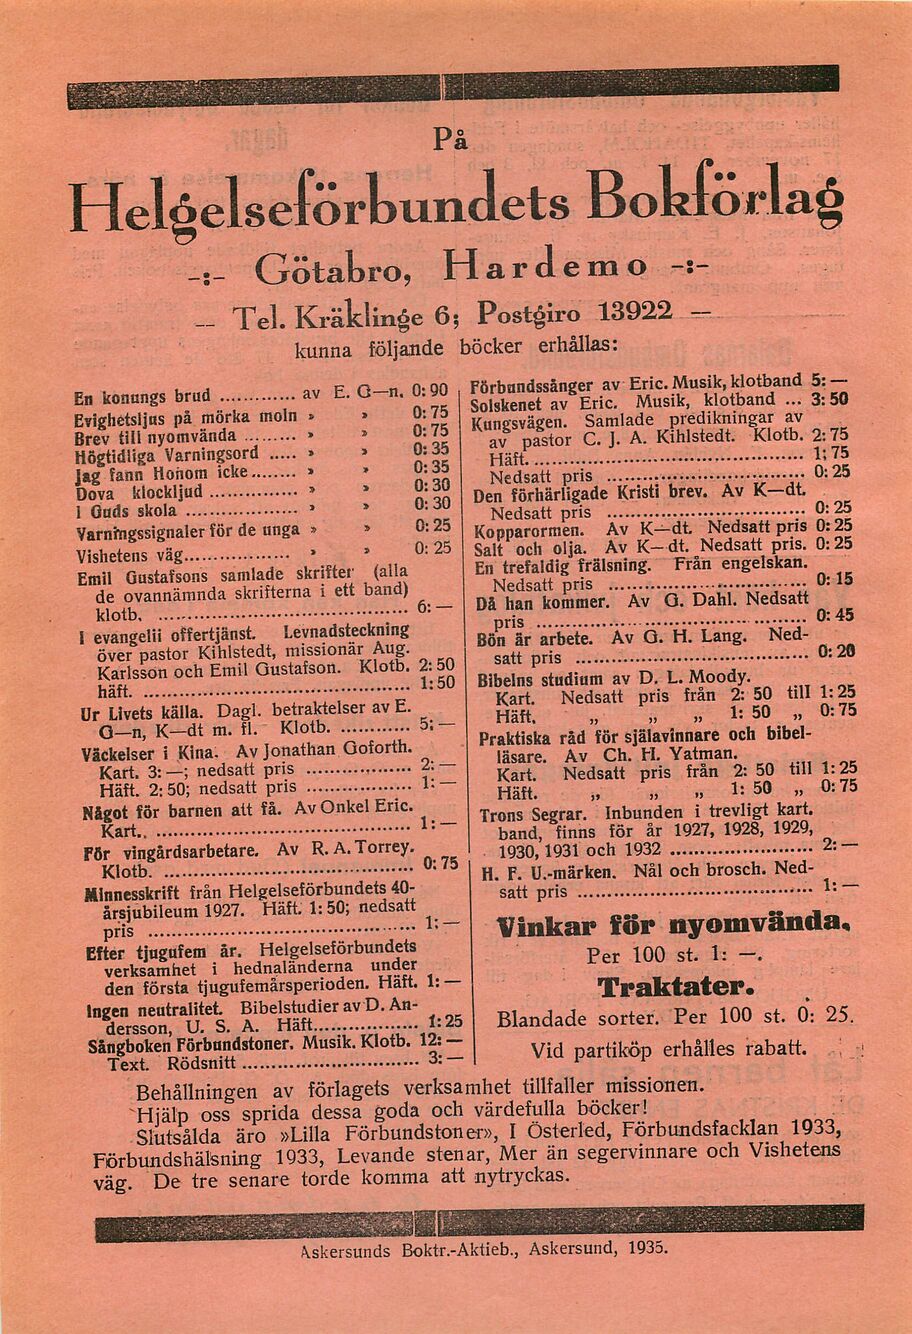 På
Helgelseförbundets Bokförlag
-:- Götabro, Hardemo -:-
— Tel. Kräklinge 6; Postgiro 13922 —
kunna följande böcker erhållas:
En konungs brud ............ av E. G—n. 0: 90
Evighetsljus på mörka moln » » 0: 75
Brev till nyomvända ......... » » 0: 75
Högtidliga Varningsord ..... » » 0: 35
Jag fann Honom icke........ » » 0: 35
Dova klockljud ............... » » 0: 30
I Guds skola ................... » » 0: 30
Varningssignaler för de unga » » 0: 25
Vishetens väg.................. » » 0: 25
Emil Gustafsons samlade skrifter (alla
de ovannämnda skrifterna i ett band)
klotb. ........................................ 6: —
I evangelii offertjänst. Levnadsteckning
över pastor Kihlstedt, missionär Aug.
Karlsson och Emil Gustafson. Klotb. 2: 50
häft. .......................................... 1: 50
Ur Livets källa. Dagl. betraktelser av E.
G—n, K—dt m. fl. Klotb. ............ 5: —
Väckelser i Kina. Av Jonathan Goforth.
Kart. 3: —; nedsatt pris ................. 2: —
Häft. 2: 50; nedsatt pris ................. 1: —
Något för barnen att få. Av Onkel Eric.
Kart. .......................................... 1: —
För vingårdsarbetare. Av R. A. Torrey.
Klotb. ......................................... 0: 75
Minnesskrift från Helgelseförbundets 40-
årsjubileum 1927. Häft. 1: 50; nedsatt
pris ............................................ 1: —
Efter tjugufem år. Helgelseförbundets
verksamhet i hednaländerna under
den första tjugufemårsperioden. Häft. 1: —
Ingen neutralitet. Bibelstudier av D. An-
dersson, U. S. A. Häft.................. 1: 25
Sångboken Förbundstoner. Musik. Klotb. 12: —
Text. Rödsnitt ............................ 3: —
Förbundssånger av Eric. Musik, klotband 5: —
Solskenet av Eric. Musik, klotband ... 3: 50
Kungsvägen. Samlade predikningar av
av pastor C. J. A. Kihlstedt. Klotb. 2: 75
Häft. ........................................... 1: 75
Nedsatt pris ................................ 0: 25
Den förhärligade Kristi brev. Av K—dt.
Nedsatt pris ................................ 0: 25
Kopparormen. Av K—dt. Nedsatt pris 0: 25
Salt och olja. Av K—dt. Nedsatt pris. 0: 25
En trefaldig frälsning. Från engelskan.
Nedsatt pris ................................ 0: 15
Då han kommer. Av G. Dahl. Nedsatt
pris ............................................ 0: 45
Bön är arbete. Av G. H. Lang. Ned-
satt pris ..................................... 0: 20
Bibelns studium av D. L. Moody.
Kart. Nedsatt pris från 2: 50 till 1: 25
Häft. „ „ „ 1: 50 „ 0: 75
Praktiska råd för själavinnare och bibel-
läsare. Av Ch. H. Yatman.
Kart. Nedsatt pris från 2: 50 till 1: 25
Häft. „ „ „ 1: 50 „ 0: 75
Trons Segrar. Inbunden i trevligt kart.
band, finns för år 1927, 1928, 1929,
1930, 1931 och 1932 ....................... 2: —
H. F. U.-märken. Nål och brosch. Ned-
satt pris ..................................... 1: —
Vinkar för nyomvända.
Per 100 st. 1: —.
Traktater.
Blandade sorter. Per 100 st. 0: 25.
Vid partiköp erhålles rabatt.
Behållningen av förlagets verksamhet tillfaller missionen.
Hjälp oss sprida dessa goda och värdefulla böcker!
Slutsålda äro »Lilla Förbundstoner», I Österled, Förbundsfacklan 1933,
Förbundshälsning 1933, Levande stenar, Mer än segervinnare och Vishetens
väg. De tre senare torde komma att nytryckas.
Askersunds Boktr.-Aktieb., Askersund, 1935.